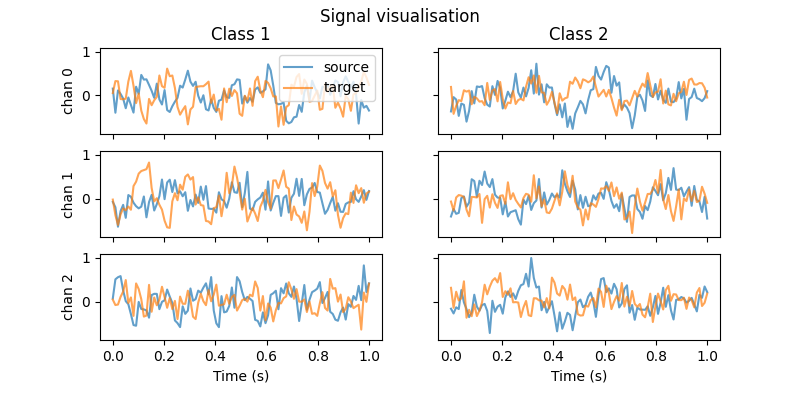 Signal visualisation
Class 1
Class 2
chan 0
1
0
source
target
chan 1
1
0
chan 2
1
0
0.0 0.2 0.4 0.6 0.8 1.0
0.0 0.2 0.4 0.6 0.8 1.0
Time (s)
Time (s)